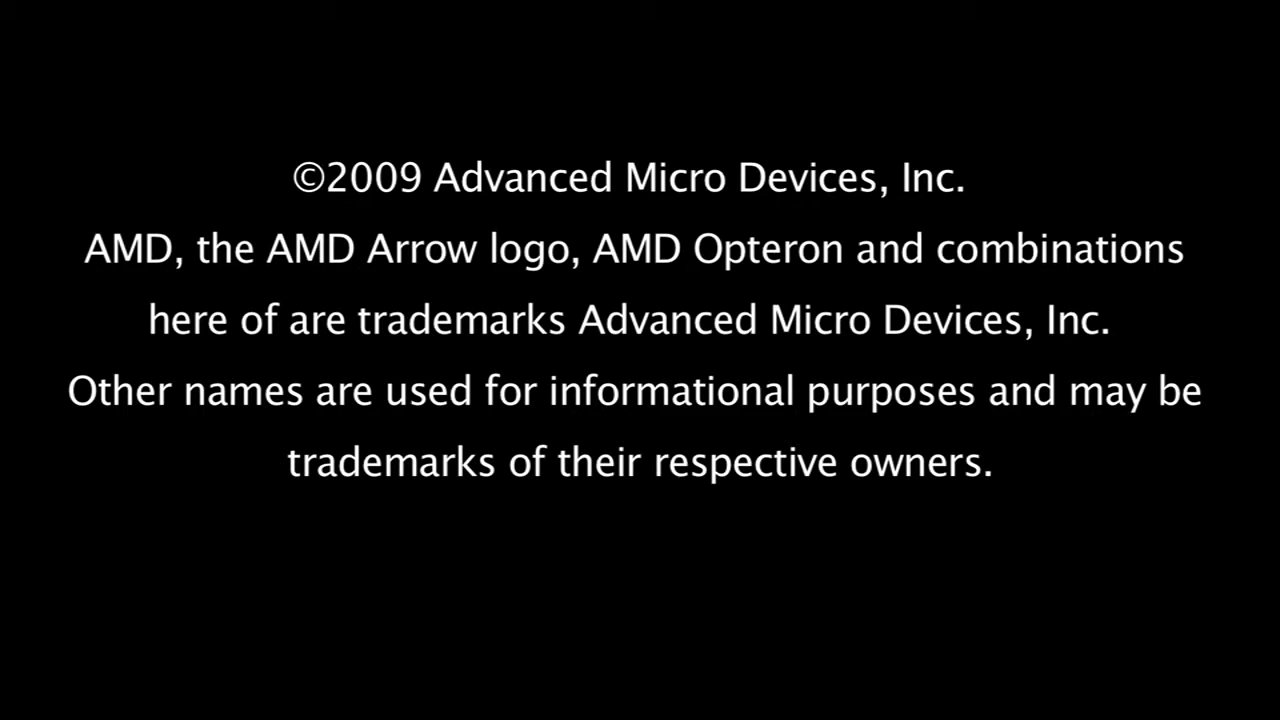 ©2009 Advanced Micro Devices, Inc.
AMD, the AMD Arrow logo, AMD Opteron and combinations
here of are trademarks Advanced Micro Devices, Inc.
Other names are used for informational purposes and may be
trademarks of their respective owners.